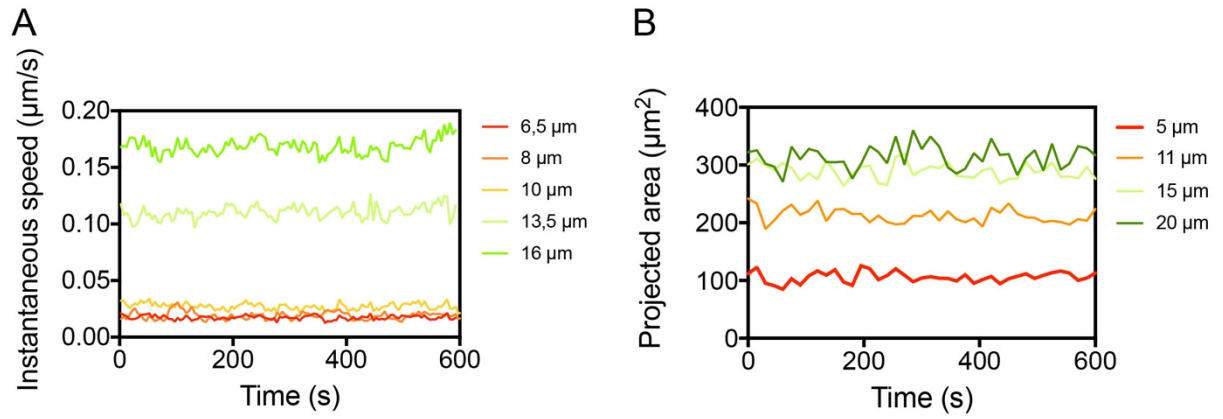 A
Instantaneous speed (µm/s)
0.20
0.15
0.10
0.05
0.00
0
200
400
600
Time (s)
6,5 µm
8 µm
10 µm
13,5 µm
16 µm
B
Projected area (µm²)
400
300
200
100
0
0
200
400
600
Time (s)
5 µm
11 µm
15 µm
20 µm